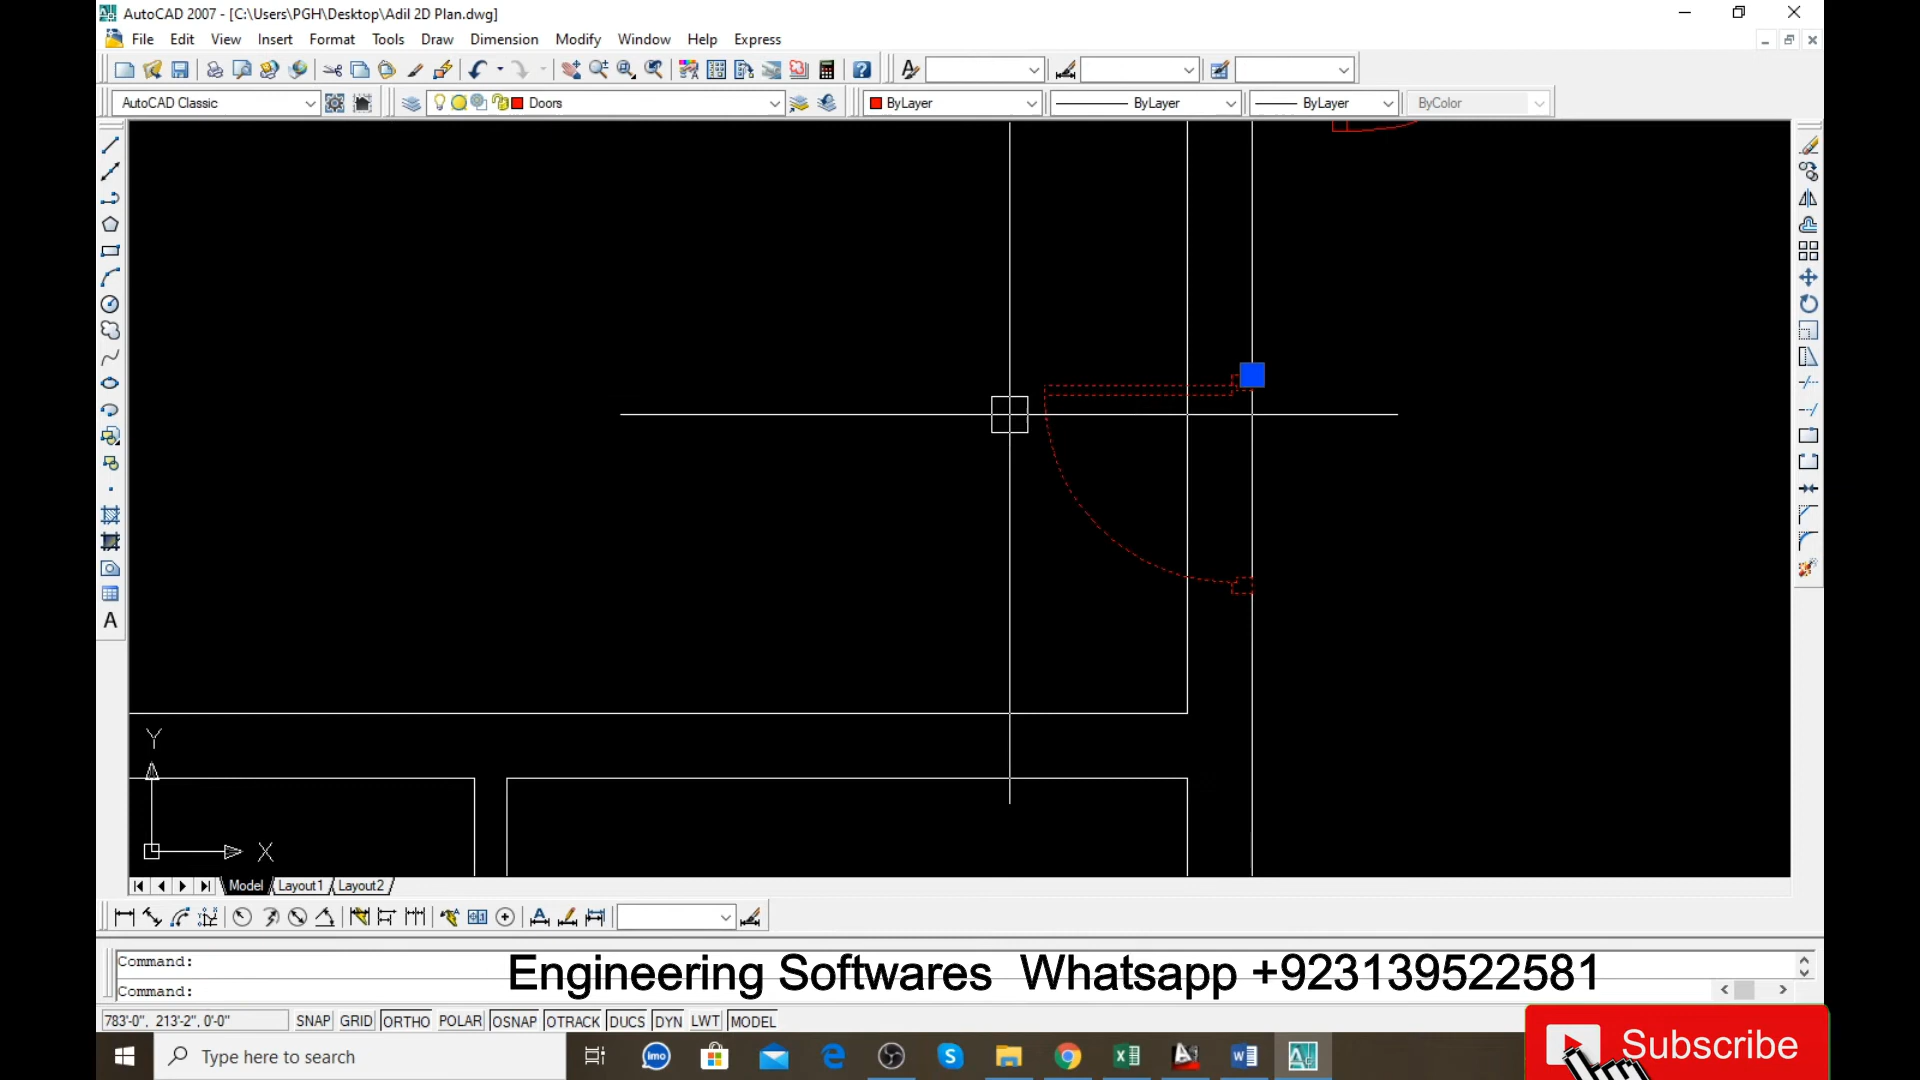 AutoCAD 2007 - [C:\Users\PGH\Desktop\Adil 2D Plan.dwg]
File Edit View Insert Format Tools Draw Dimension Modify Window Help Express
AutoCAD Classic Doors ByLayer ByLayer ByLayer ByColor
A
Y
X
Model Layout1 Layout2
Command:
Command:
Engineering Softwares Whatsapp +923139522581
783'-0", 213'-2", 0'-0" SNAP GRID ORTHO POLAR OSNAP OTRACK DUCS DYN LWT MODEL
Type here to search
imo
Subscribe